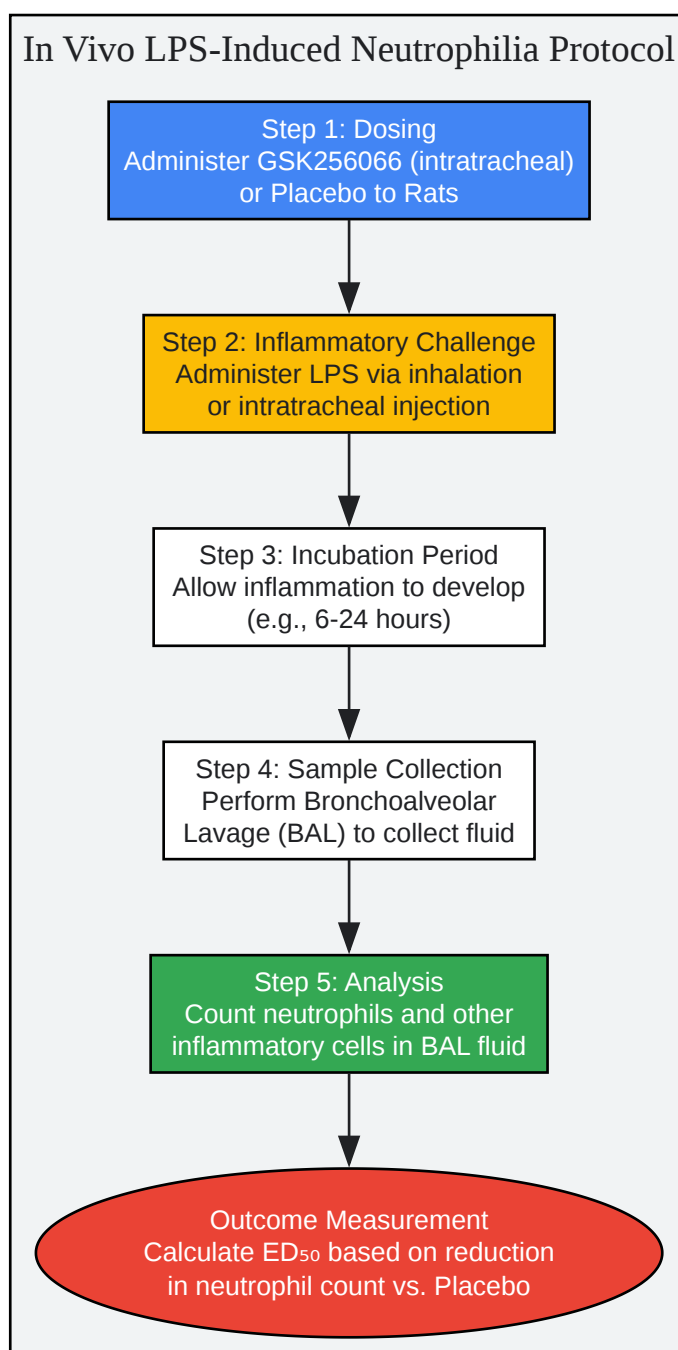 In Vivo LPS-Induced Neutrophilia Protocol
Step 1: Dosing
Administer GSK256066 (intratracheal)
or Placebo to Rats
Step 2: Inflammatory Challenge
Administer LPS via inhalation
or intratracheal injection
Step 3: Incubation Period
Allow inflammation to develop
(e.g., 6-24 hours)
Step 4: Sample Collection
Perform Bronchoalveolar
Lavage (BAL) to collect fluid
Step 5: Analysis
Count neutrophils and other
inflammatory cells in BAL fluid
Outcome Measurement
Calculate ED₅₀ based on reduction
in neutrophil count vs. Placebo